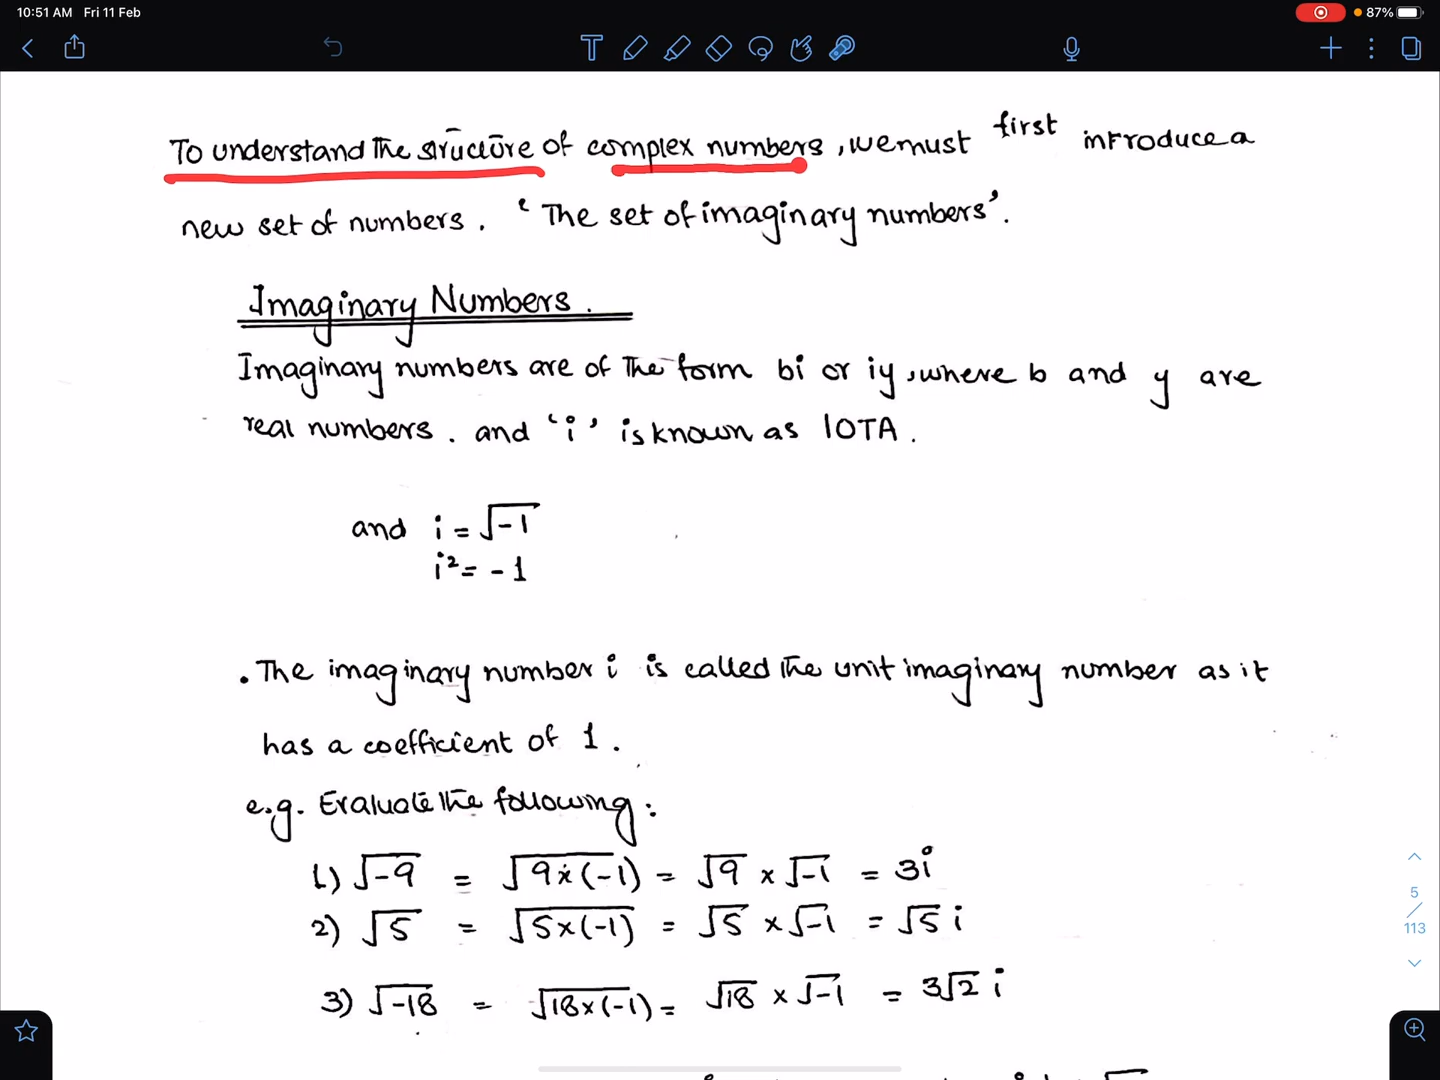 10:51 AM Fri 11 Feb
87%
To understand the structure of complex numbers, we must first introduce a
new set of numbers. 'The set of imaginary numbers'.
Imaginary Numbers.
Imaginary numbers are of the form bi or iy, where b and y are
real numbers. and 'i' is known as IOTA.
and i = √-1
i² = -1
. The imaginary number i is called the unit imaginary number as it
has a coefficient of 1.
e.g. Evaluate the following:
1) √-9 = √9×(-1) = √9 × √-1 = 3i
2) √5 = √5×(-1) = √5 × √-1 = √5 i
3) √-18 = √18×(-1) = √18 × √-1 = 3√2 i
5
/
113